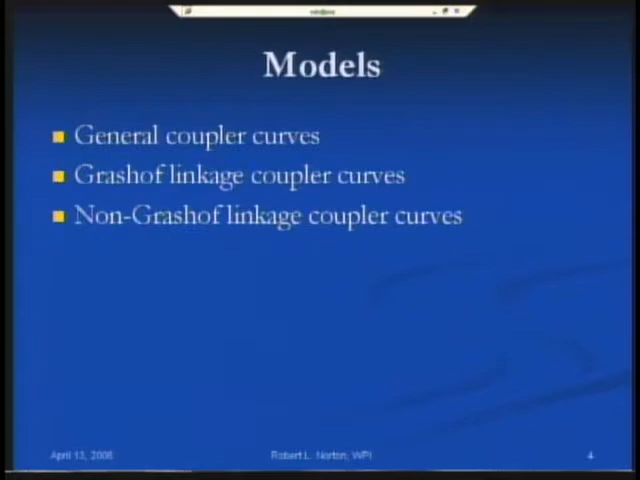 windows
Models
General coupler curves
Grashof linkage coupler curves
Non-Grashof linkage coupler curves
April 13, 2006
Robert L. Norton, WPI
4